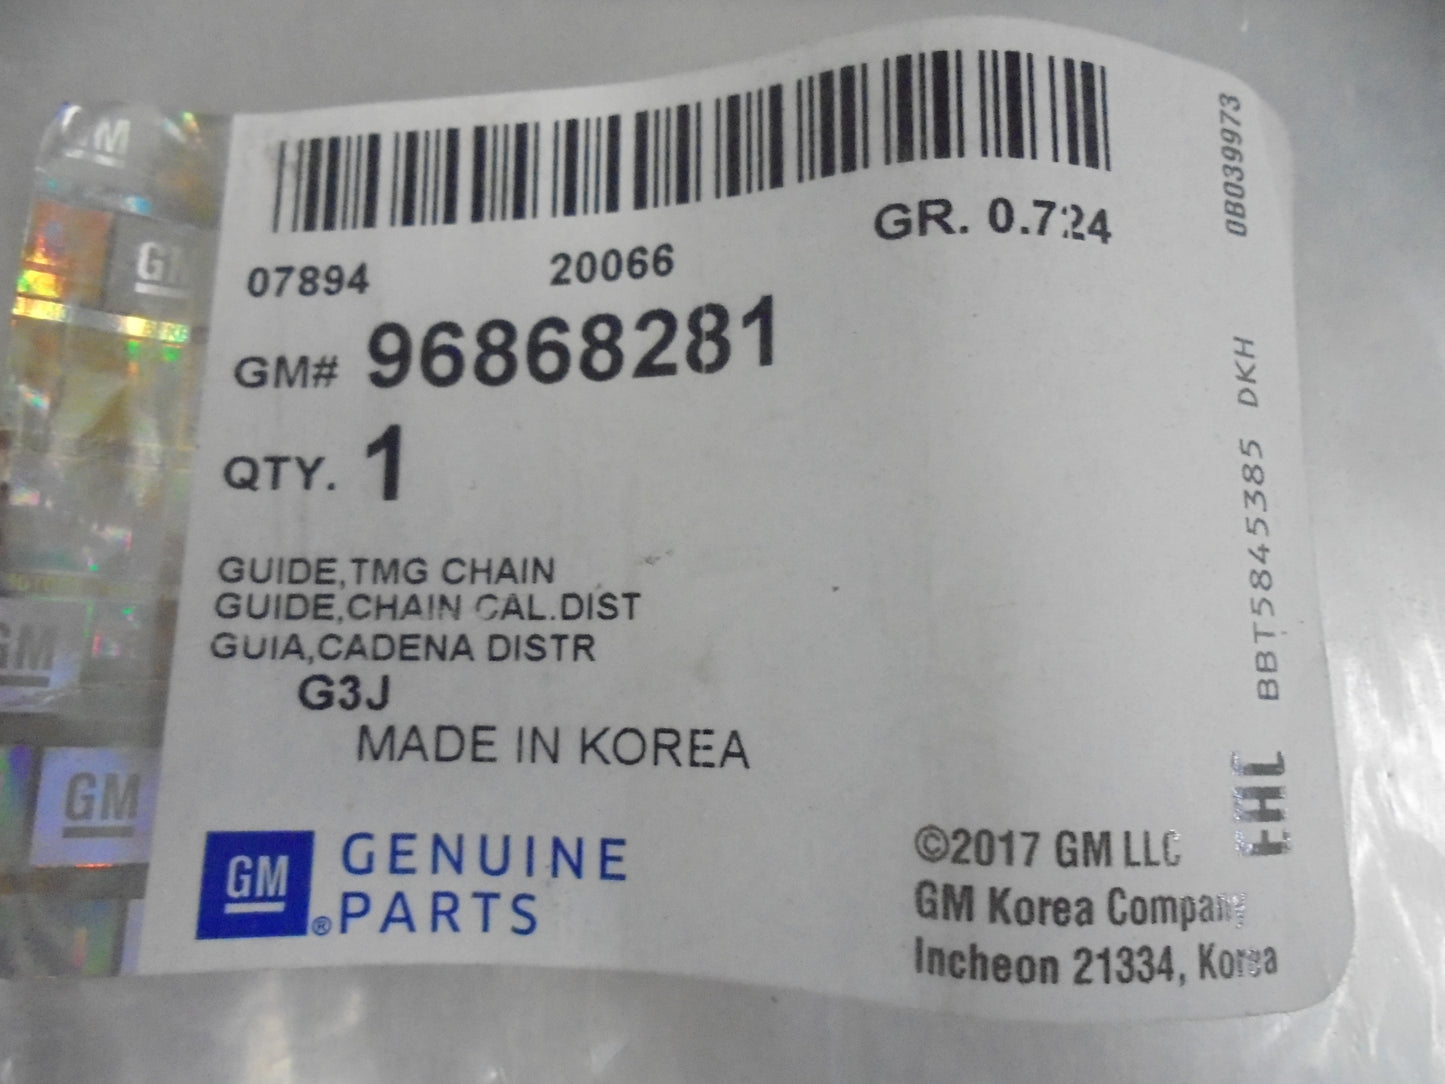 GM
GM
GM
GM
GR. 0.724
07894 20066
GM# 96868281
QTY. 1
GUIDE,TMG CHAIN
GUIDE,CHAIN CAL.DIST
GUIA,CADENA DISTR
G3J
MADE IN KOREA
GM
® GENUINE
PARTS
©2017 GM LLC
GM Korea Company
Incheon 21334, Korea
0B039973
BBT5845385 DKH
EAC